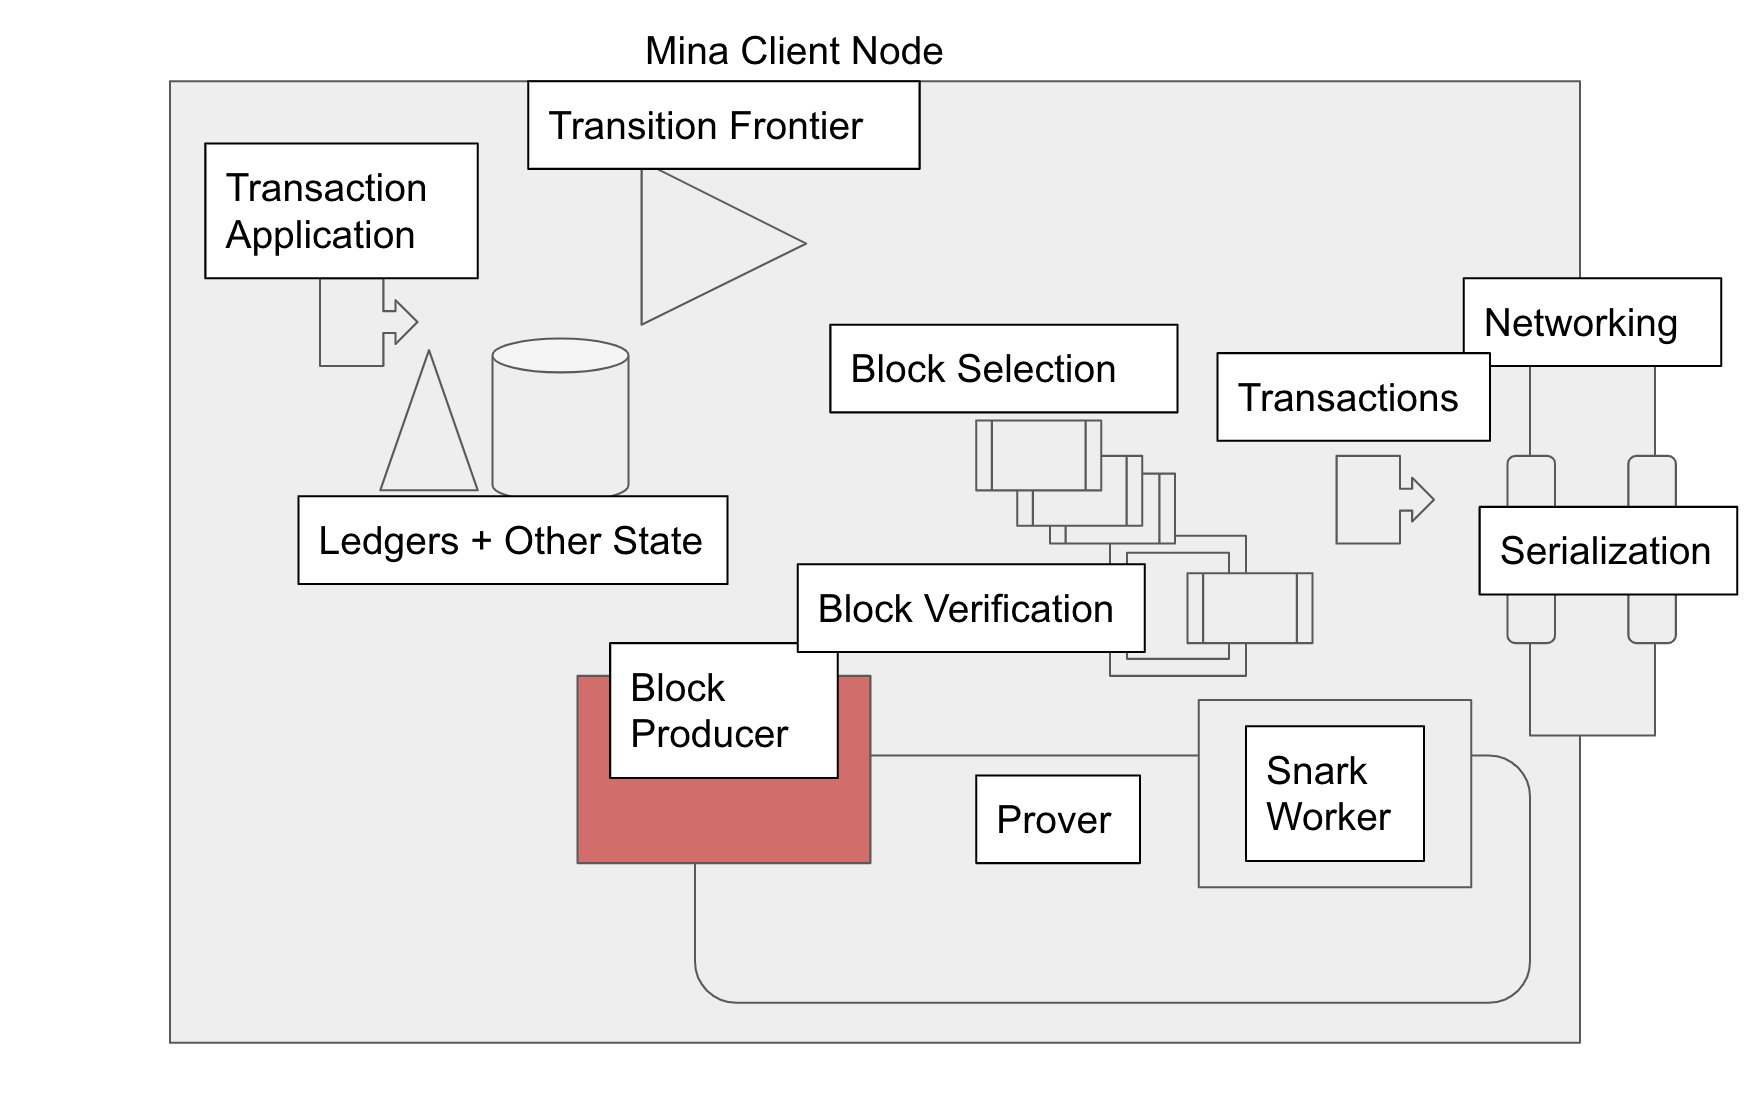 Mina Client Node
Transition Frontier
Transaction
Application
Networking
Block Selection
Transactions
Ledgers + Other State
Serialization
Block Verification
Block
Producer
Prover
Snark
Worker